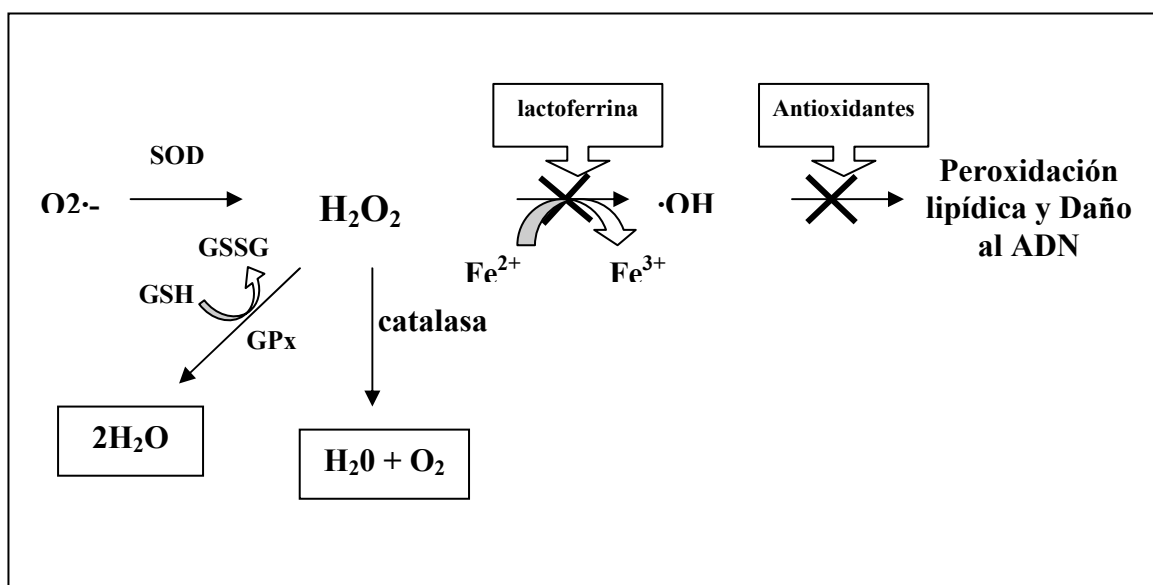 lactoferrina
Antioxidantes
SOD
O2·-
H₂O₂
·OH
Peroxidación
lipídica y Daño
al ADN
GSSG
Fe²⁺
Fe³⁺
GSH
GPx
catalasa
2H₂O
H₂0 + O₂